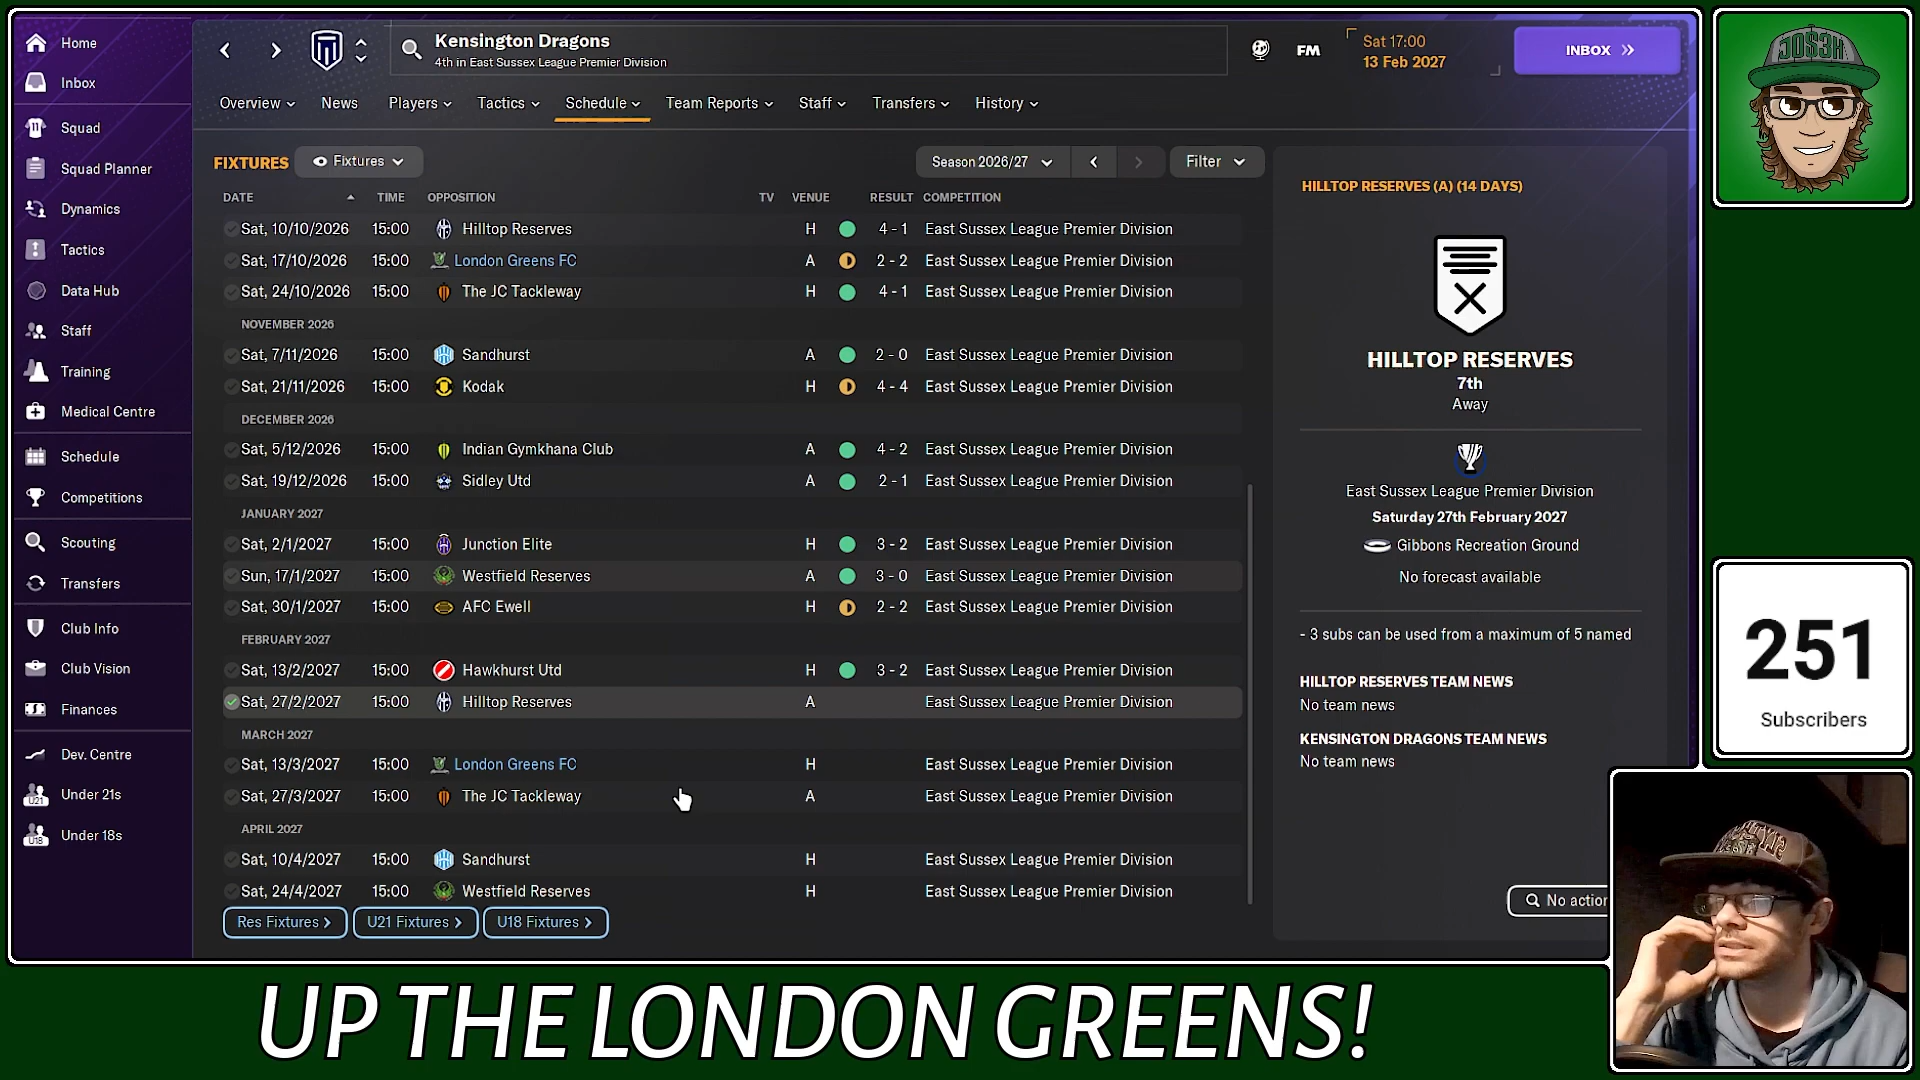 Home
Inbox
Squad
Squad Planner
Dynamics
Tactics
Data Hub
Staff
Training
Medical Centre
Schedule
Competitions
Scouting
Transfers
Club Info
Club Vision
Finances
Dev. Centre
Under 21s
Under 18s
Kensington Dragons
4th in East Sussex League Premier Division
FM
Sat 17:00
13 Feb 2027
INBOX
Overview News Players Tactics Schedule Team Reports Staff Transfers History
FIXTURES Fixtures Season 2026/27 Filter
DATE TIME OPPOSITION TV VENUE RESULT COMPETITION
Sat, 10/10/2026 15:00 Hilltop Reserves H 4 - 1 East Sussex League Premier Division
Sat, 17/10/2026 15:00 London Greens FC A 2 - 2 East Sussex League Premier Division
Sat, 24/10/2026 15:00 The JC Tackleway H 4 - 1 East Sussex League Premier Division
NOVEMBER 2026
Sat, 7/11/2026 15:00 Sandhurst A 2 - 0 East Sussex League Premier Division
Sat, 21/11/2026 15:00 Kodak H 4 - 4 East Sussex League Premier Division
DECEMBER 2026
Sat, 5/12/2026 15:00 Indian Gymkhana Club A 4 - 2 East Sussex League Premier Division
Sat, 19/12/2026 15:00 Sidley Utd A 2 - 1 East Sussex League Premier Division
JANUARY 2027
Sat, 2/1/2027 15:00 Junction Elite H 3 - 2 East Sussex League Premier Division
Sun, 17/1/2027 15:00 Westfield Reserves A 3 - 0 East Sussex League Premier Division
Sat, 30/1/2027 15:00 AFC Ewell H 2 - 2 East Sussex League Premier Division
FEBRUARY 2027
Sat, 13/2/2027 15:00 Hawkhurst Utd H 3 - 2 East Sussex League Premier Division
Sat, 27/2/2027 15:00 Hilltop Reserves A East Sussex League Premier Division
MARCH 2027
Sat, 13/3/2027 15:00 London Greens FC H East Sussex League Premier Division
Sat, 27/3/2027 15:00 The JC Tackleway A East Sussex League Premier Division
APRIL 2027
Sat, 10/4/2027 15:00 Sandhurst H East Sussex League Premier Division
Sat, 24/4/2027 15:00 Westfield Reserves H East Sussex League Premier Division
Res Fixtures U21 Fixtures U18 Fixtures
HILLTOP RESERVES (A) (14 DAYS)
HILLTOP RESERVES
7th
Away
East Sussex League Premier Division
Saturday 27th February 2027
Gibbons Recreation Ground
No forecast available
- 3 subs can be used from a maximum of 5 named
HILLTOP RESERVES TEAM NEWS
No team news
KENSINGTON DRAGONS TEAM NEWS
No team news
No action
JOS3H
251
Subscribers
UP THE LONDON GREENS!